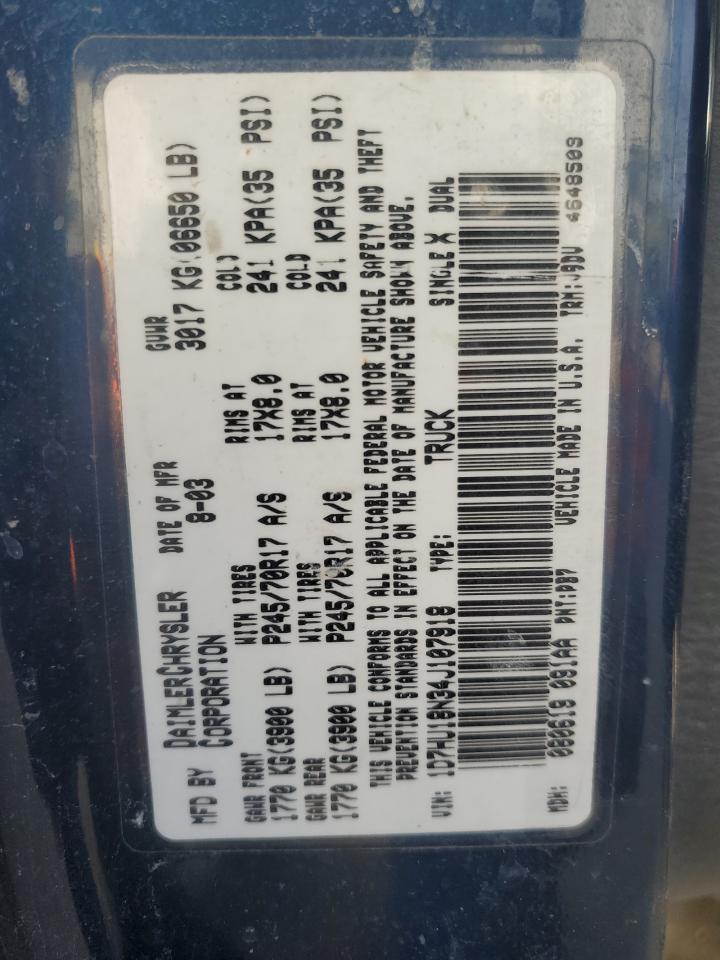 MFD BY DAIMLERCHRYSLER CORPORATION DATE OF MFR 8-03 GVWR 3017 KG(06650 LB)
GAWR FRONT WITH TIRES RIMS AT COLD
1770 KG(3900 LB) P245/70R17 A/S 17X8.0 241 KPA(35 PSI)
GAWR REAR WITH TIRES RIMS AT COLD
1770 KG(3900 LB) P245/70R17 A/S 17X8.0 241 KPA(35 PSI)
THIS VEHICLE CONFORMS TO ALL APPLICABLE FEDERAL MOTOR VEHICLE SAFETY AND THEFT
PREVENTION STANDARDS IN EFFECT ON THE DATE OF MANUFACTURE SHOWN ABOVE.
VIN: 1D7HU18N34J107918 TYPE: TRUCK SINGLE X DUAL
MDH: 080619 091AA PNT:PB7 VEHICLE MADE IN U.S.A. TRM:J9DV 4648509